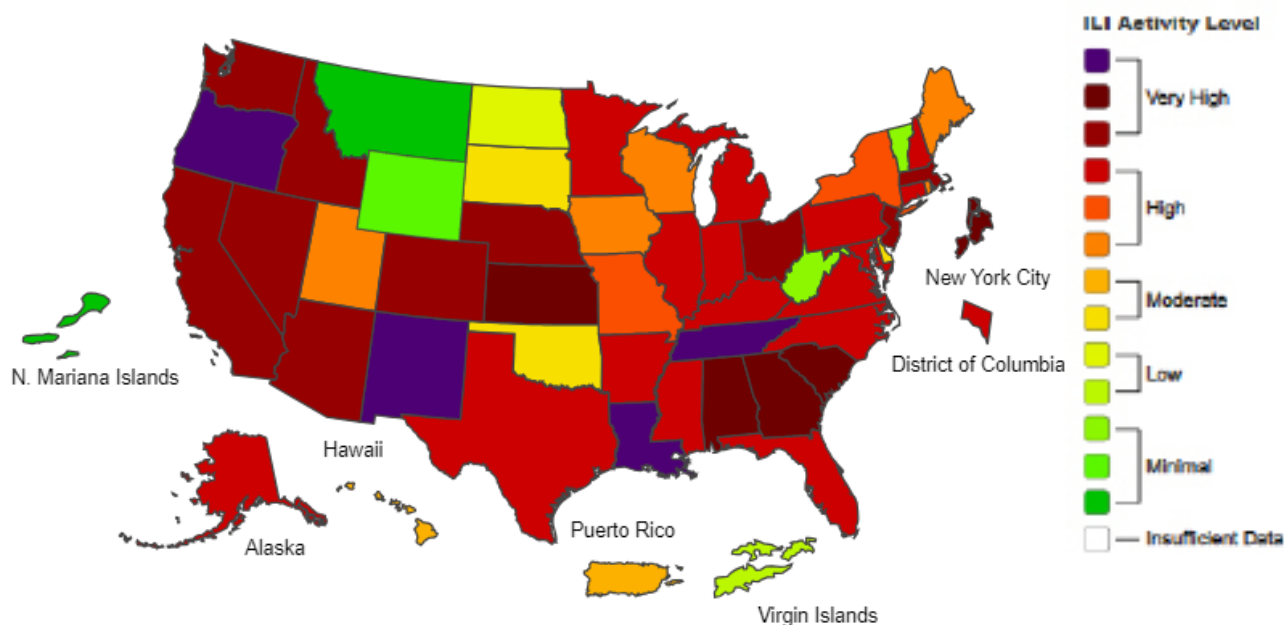 ILI Activity Level
Very High
High
Moderate
Low
Minimal
Insufficient Data
New York City
District of Columbia
N. Mariana Islands
Hawaii
Alaska
Puerto Rico
Virgin Islands